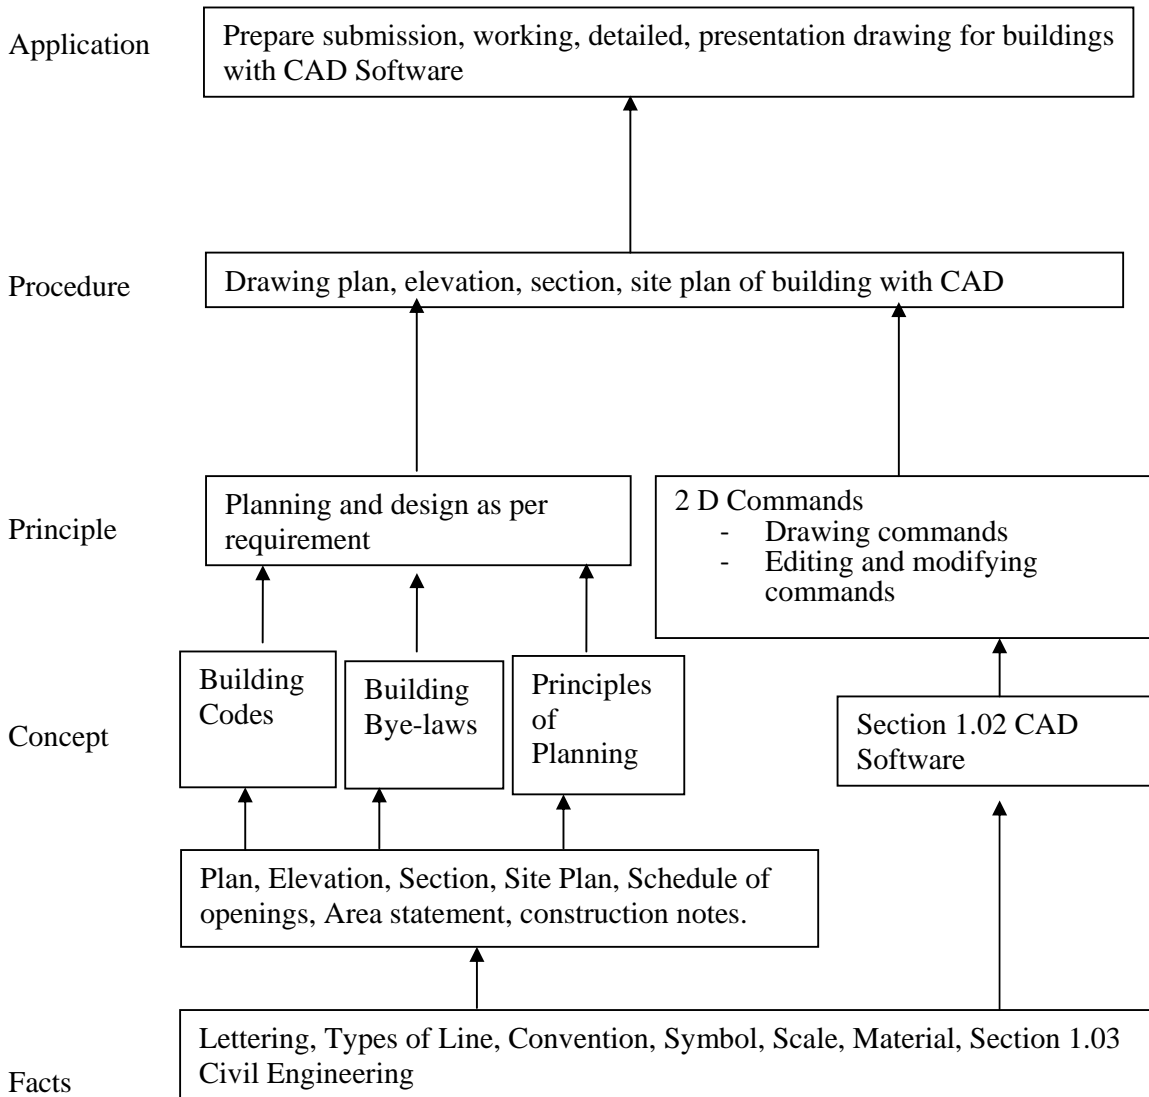 Application
Prepare submission, working, detailed, presentation drawing for buildings
with CAD Software
Procedure
Drawing plan, elevation, section, site plan of building with CAD
Principle
Planning and design as per
requirement
2 D Commands
- Drawing commands
- Editing and modifying
commands
Concept
Building
Codes
Building
Bye-laws
Principles
of
Planning
Section 1.02 CAD
Software
Plan, Elevation, Section, Site Plan, Schedule of
openings, Area statement, construction notes.
Facts
Lettering, Types of Line, Convention, Symbol, Scale, Material, Section 1.03
Civil Engineering